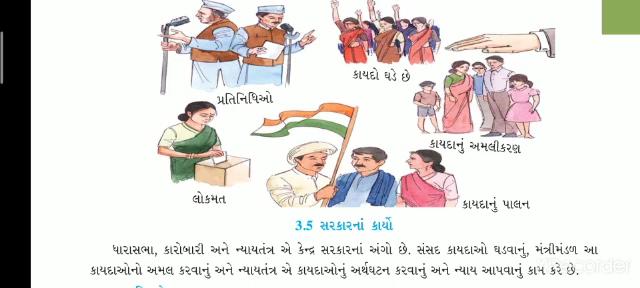 કાયદો ઘડે છે
પ્રતિનિધિઓ
કાયદાનું અમલીકરણ
લોકમત
કાયદાનું પાલન
3.5 સરકારનાં કાર્યો
ધારાસભા, કારોબારી અને ન્યાયતંત્ર એ કેન્દ્ર સરકારનાં અંગો છે. સંસદ કાયદાઓ ઘડવાનું, મંત્રીમંડળ આ
કાયદાઓનો અમલ કરવાનું અને ન્યાયતંત્ર એ કાયદાઓનું અર્થઘટન કરવાનું અને ન્યાય આપવાનું કામ કરે છે.